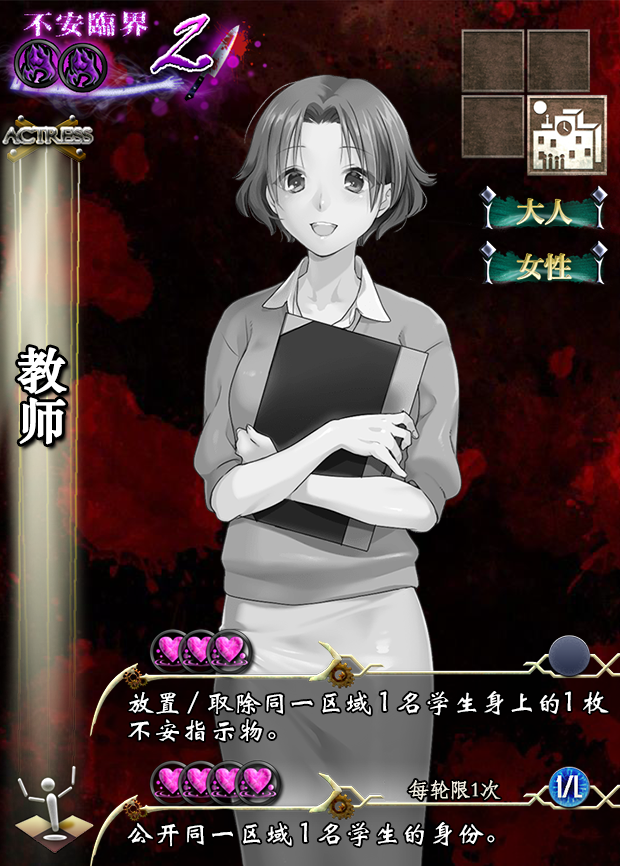 不安臨界
2
ACTRESS
大人
女性
教师
放置/取除同一区域1名学生身上的1枚
不安指示物。
每轮限1次
1/L
公开同一区域1名学生的身份。